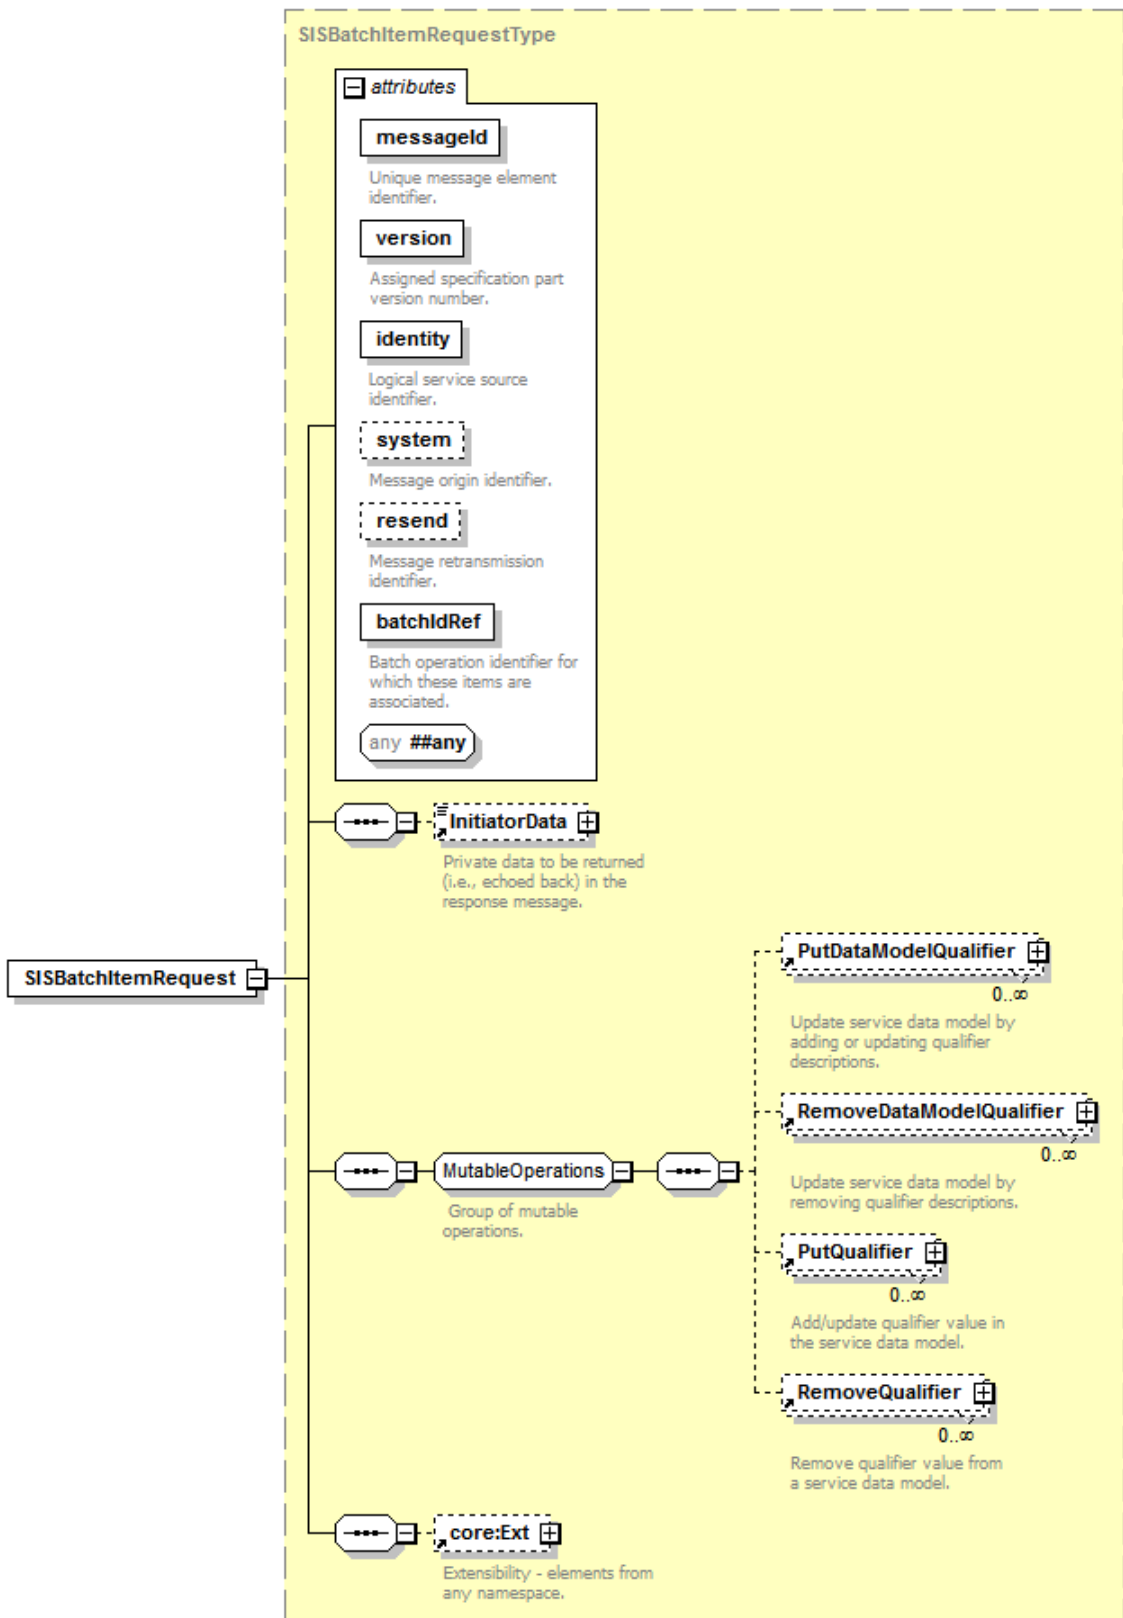 SISBatchItemRequestType
attributes
messageId
Unique message element
identifier.
version
Assigned specification part
version number.
identity
Logical service source
identifier.
system
Message origin identifier.
resend
Message retransmission
identifier.
batchIdRef
Batch operation identifier for
which these items are
associated.
any ##any
InitiatorData
Private data to be returned
(i.e., echoed back) in the
response message.
SISBatchItemRequest
PutDataModelQualifier
0..∞
Update service data model by
adding or updating qualifier
descriptions.
RemoveDataModelQualifier
0..∞
Update service data model by
removing qualifier descriptions.
MutableOperations
Group of mutable
operations.
PutQualifier
0..∞
Add/update qualifier value in
the service data model.
RemoveQualifier
0..∞
Remove qualifier value from
a service data model.
core:Ext
Extensibility - elements from
any namespace.